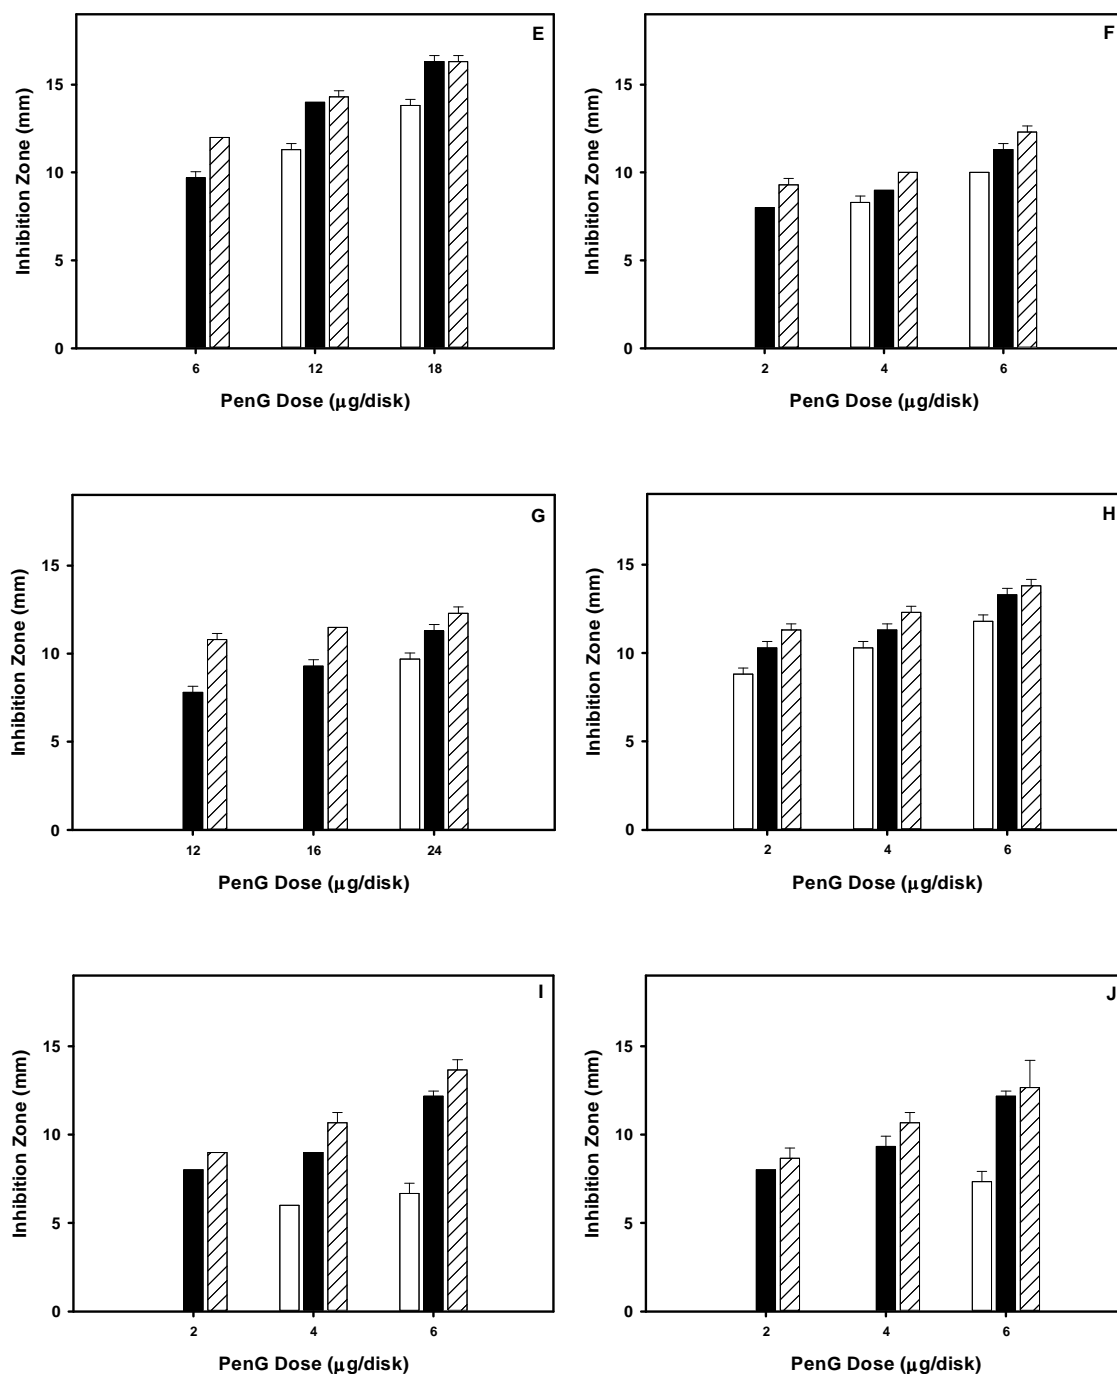 E
15
10
5
0
Inhibition Zone (mm)
6 12 18
PenG Dose (µg/disk)
F
15
10
5
0
Inhibition Zone (mm)
2 4 6
PenG Dose (µg/disk)
G
15
10
5
0
Inhibition Zone (mm)
12 16 24
PenG Dose (µg/disk)
H
15
10
5
0
Inhibition Zone (mm)
2 4 6
PenG Dose (µg/disk)
I
15
10
5
0
Inhibition Zone (mm)
2 4 6
PenG Dose (µg/disk)
J
15
10
5
0
Inhibition Zone (mm)
2 4 6
PenG Dose (µg/disk)